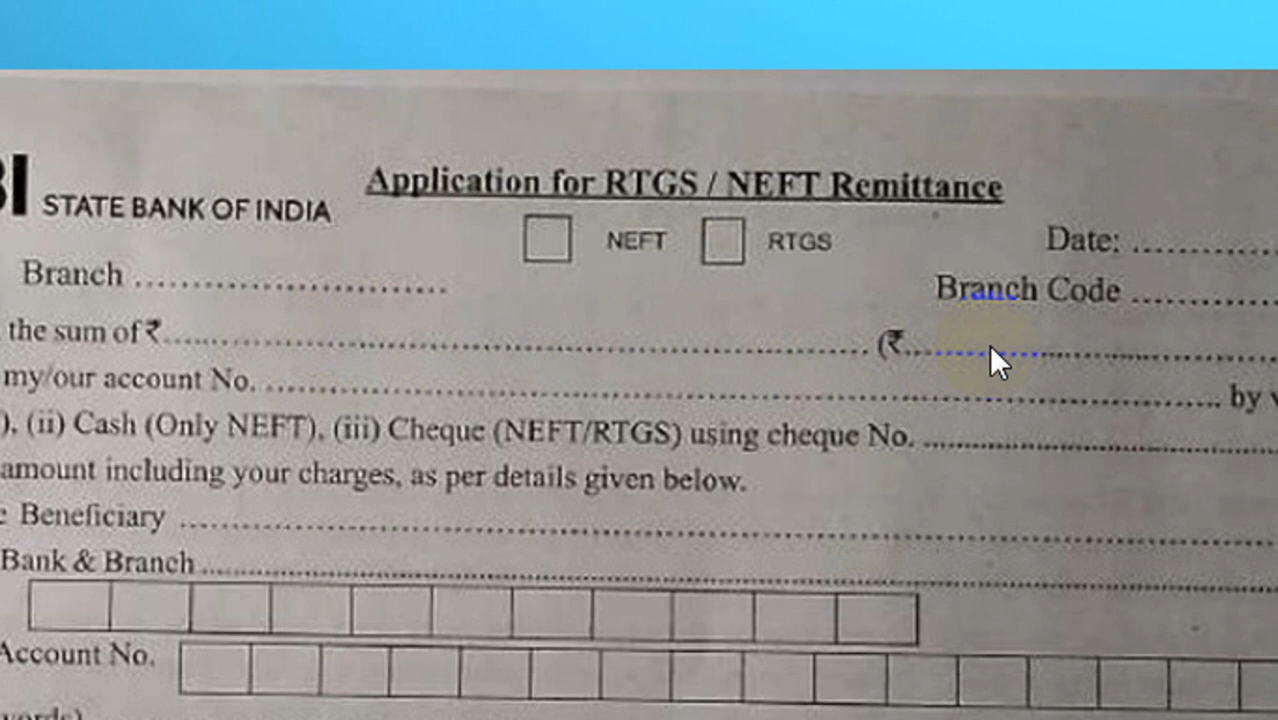 BI STATE BANK OF INDIA
Application for RTGS / NEFT Remittance
NEFT RTGS
Date: ..............
Branch ...........................
Branch Code ..............
the sum of ₹.............................................................. (₹..............................
my/our account No. ................................................................................ by
), (ii) Cash (Only NEFT), (iii) Cheque (NEFT/RTGS) using cheque No. ..............................
amount including your charges, as per details given below.
Beneficiary ..........................................................................................
Bank & Branch ..........................................................................................
Account No.